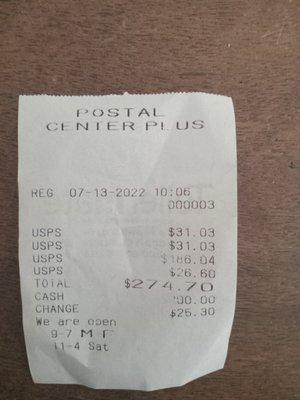 POSTAL
CENTER PLUS
REG 07-13-2022 10:06
000003
USPS $31.03
USPS $31.03
USPS $186.04
USPS $26.60
TOTAL $274.70
CASH
CHANGE $25.30
We are open
9-7 M F
11-4 Sat